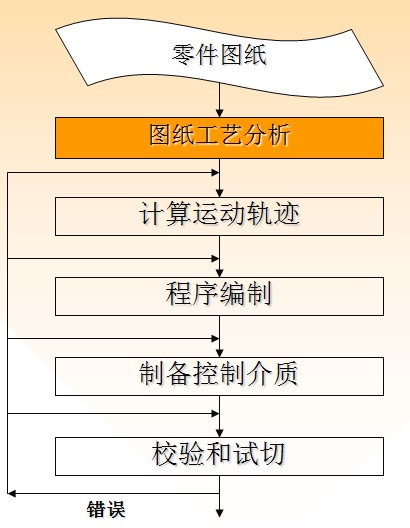 零件图纸
图纸工艺分析
计算运动轨迹
程序编制
制备控制介质
校验和试切
错误